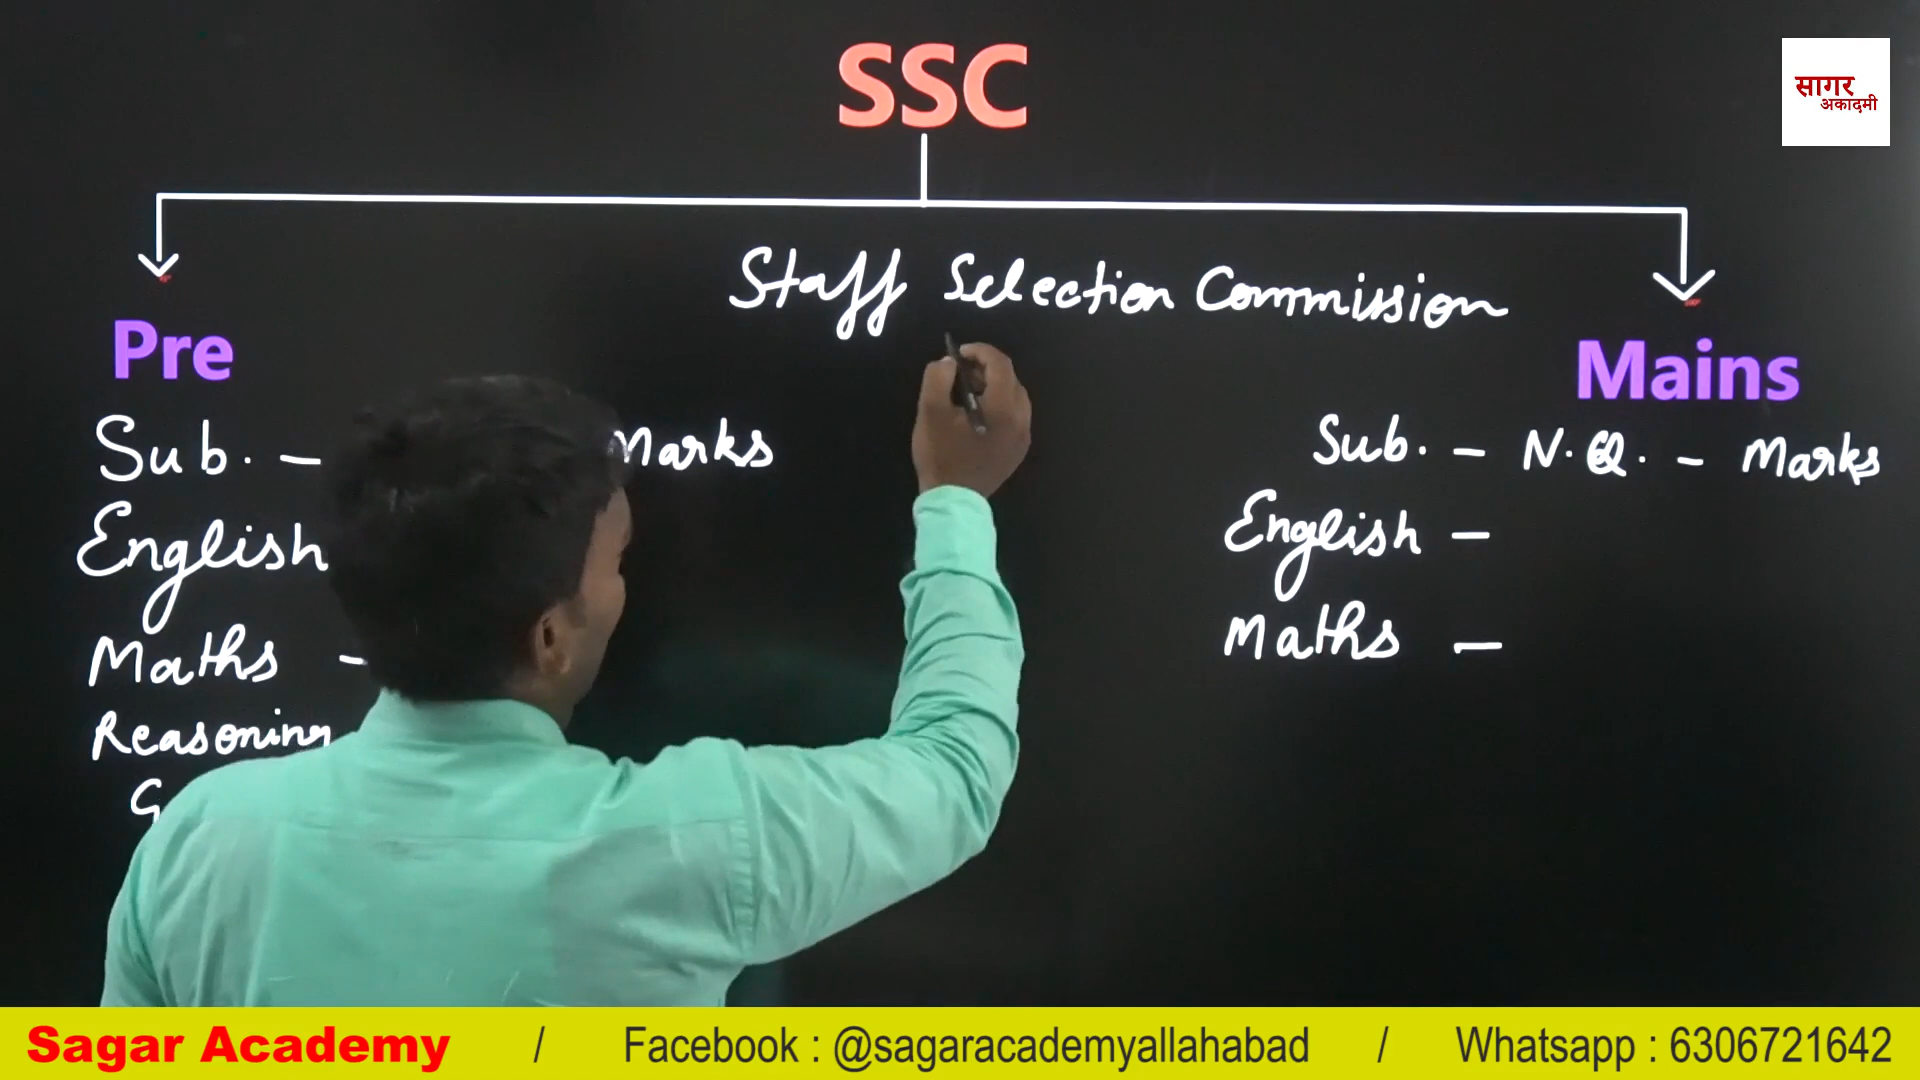 SSC
सागर
अकादमी
Staff Selection Commission
Pre
Mains
Sub. – Marks
Sub. – N.Q. – Marks
English
English –
Maths –
Maths –
Reasoning
G
Sagar Academy / Facebook : @sagaracademyallahabad / Whatsapp : 6306721642